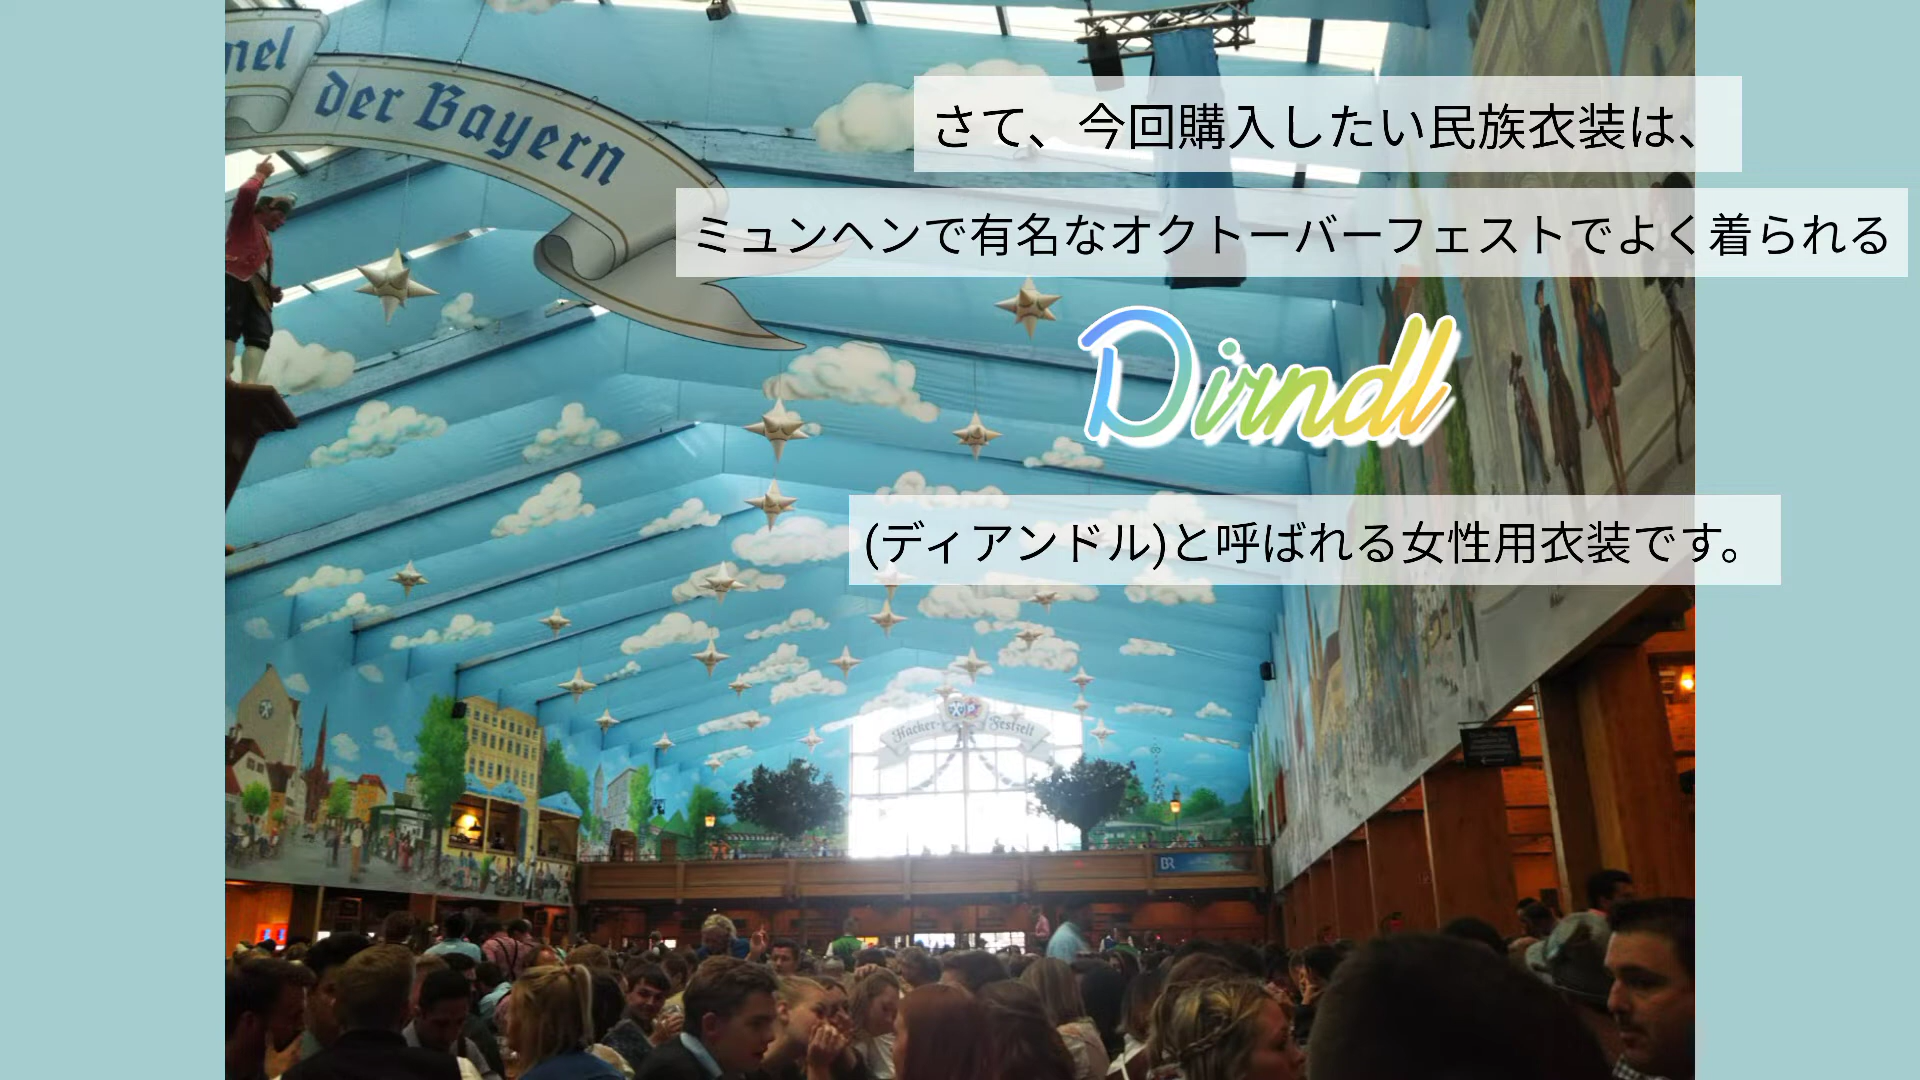 nel
der Bayern
さて、今回購入したい民族衣装は、
ミュンヘンで有名なオクトーバーフェストでよく着られる
Dirndl
(ディアンドル)と呼ばれる女性用衣装です。
Hacker-Festzelt
BR